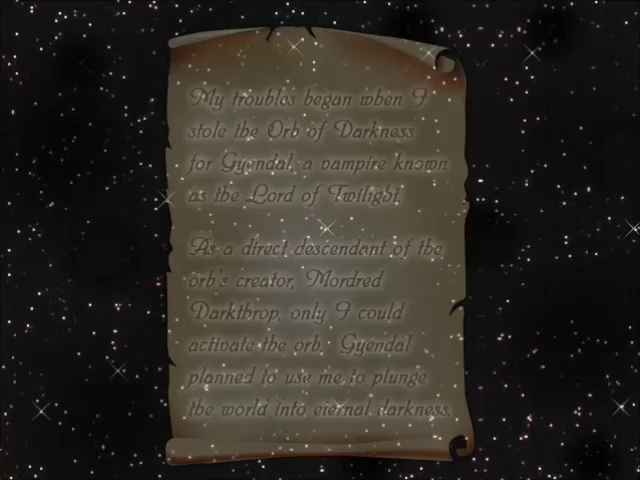 My troubles began when I
stole the Orb of Darkness
for Gyendal, a vampire known
as the Lord of Twilight.
As a direct descendant of the
orb's creator, Mordred
Darkthrop, only I could
activate the orb. Gyendal
planned to use me to plunge
the world into eternal darkness.